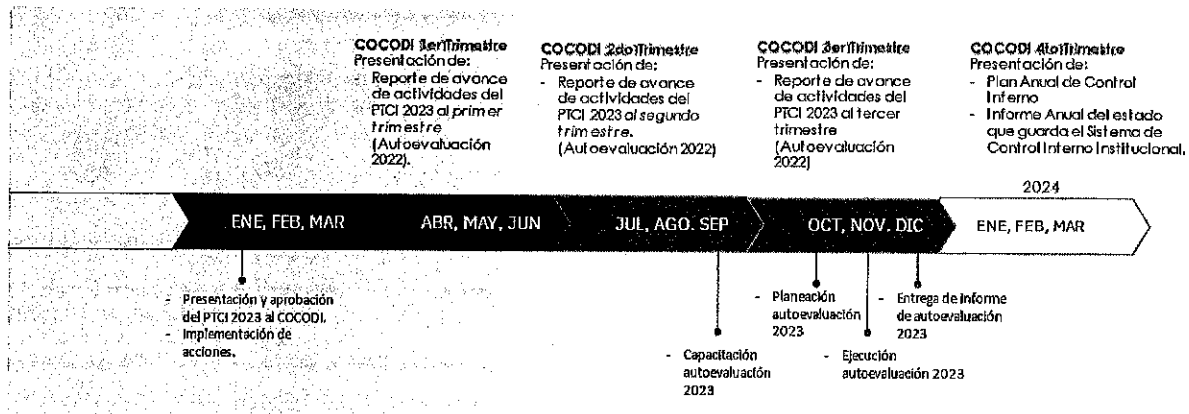 COCODI 1er Trimestre
Presentación de:
- Reporte de avance
de actividades del
PTCI 2023 al primer
trimestre
(Autoevaluación
2022).
COCODI 2do Trimestre
Presentación de:
- Reporte de avance
de actividades del
PTCI 2023 al segundo
trimestre.
(Autoevaluación 2022)
COCODI 3er Trimestre
Presentación de:
- Reporte de avance
de actividades del
PTCI 2023 al tercer
trimestre
(Autoevaluación
2022)
COCODI 4to Trimestre
Presentación de:
- Plan Anual de Control
Interno
- Informe Anual del estado
que guarda el Sistema de
Control Interno Institucional.
2024
ENE, FEB, MAR
ABR, MAY, JUN
JUL, AGO. SEP
OCT, NOV. DIC
ENE, FEB, MAR
- Presentación y aprobación
del PTCI 2023 al COCODI.
- Implementación de
acciones.
- Capacitación
autoevaluación
2023
- Planeación
autoevaluación
2023
- Ejecución
autoevaluación 2023
- Entrega de informe
de autoevaluación
2023